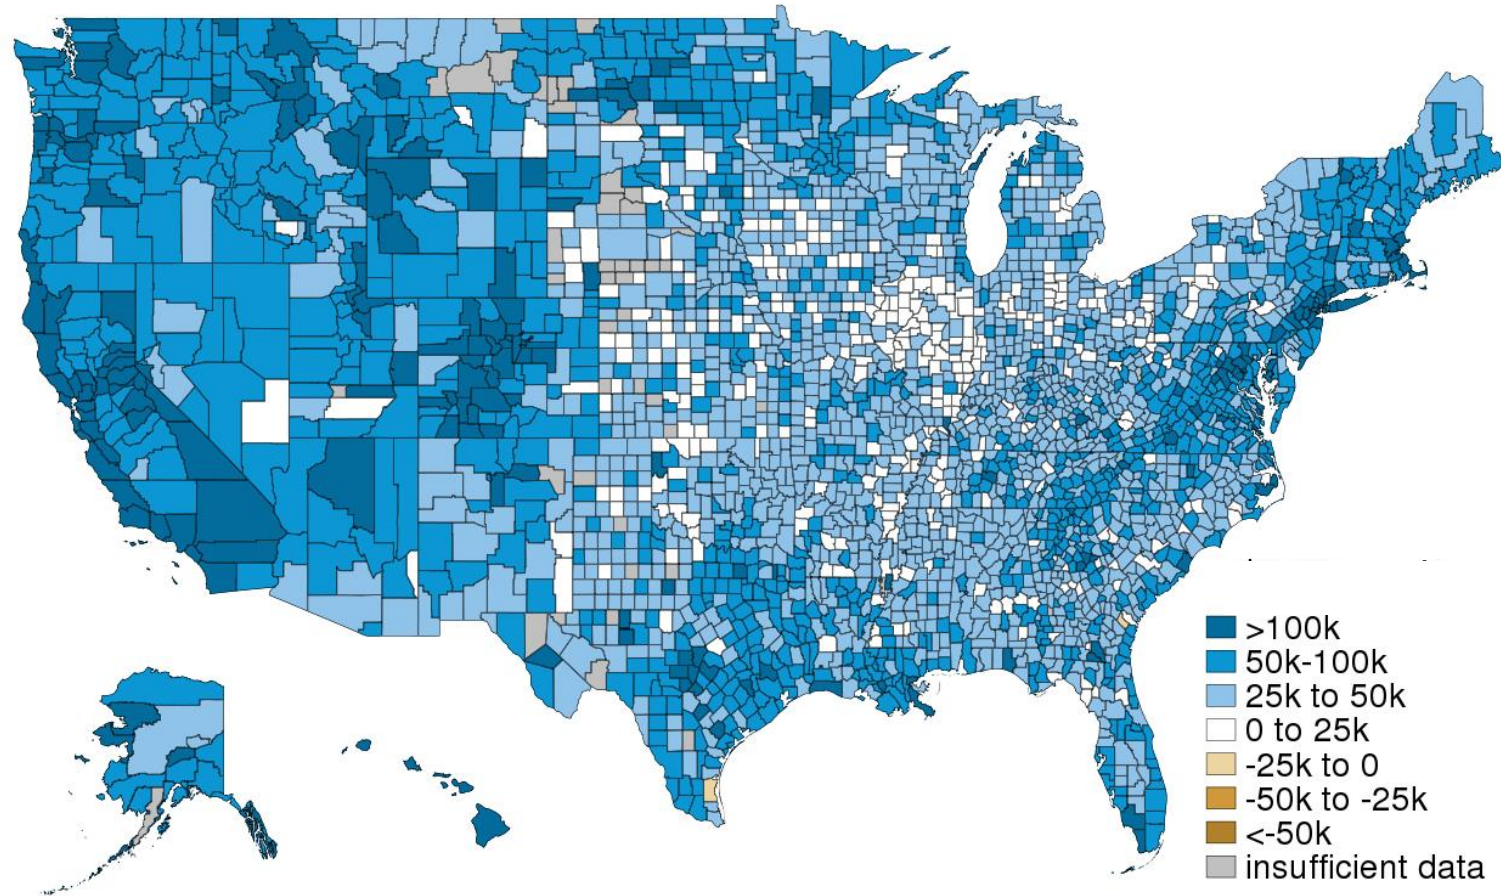 >100k
50k-100k
25k to 50k
0 to 25k
-25k to 0
-50k to -25k
<-50k
insufficient data